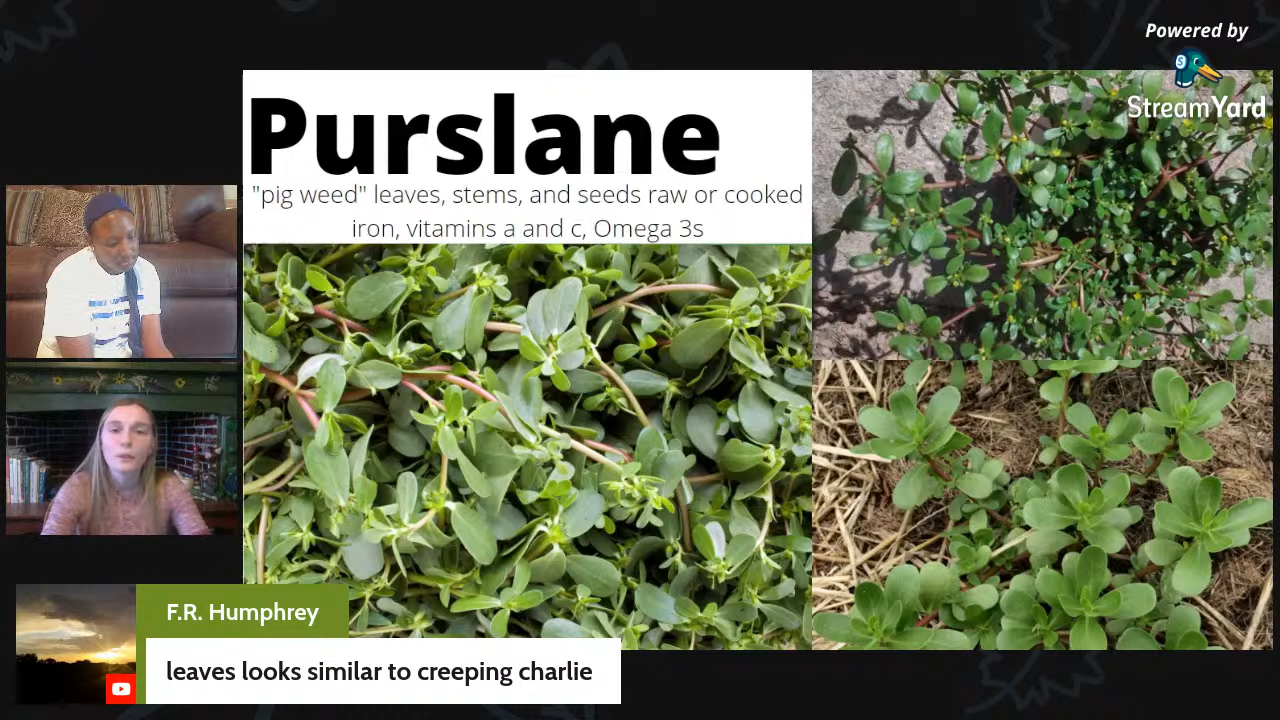 Powered by
StreamYard
Purslane
"pig weed" leaves, stems, and seeds raw or cooked
iron, vitamins a and c, Omega 3s
F.R. Humphrey
leaves looks similar to creeping charlie